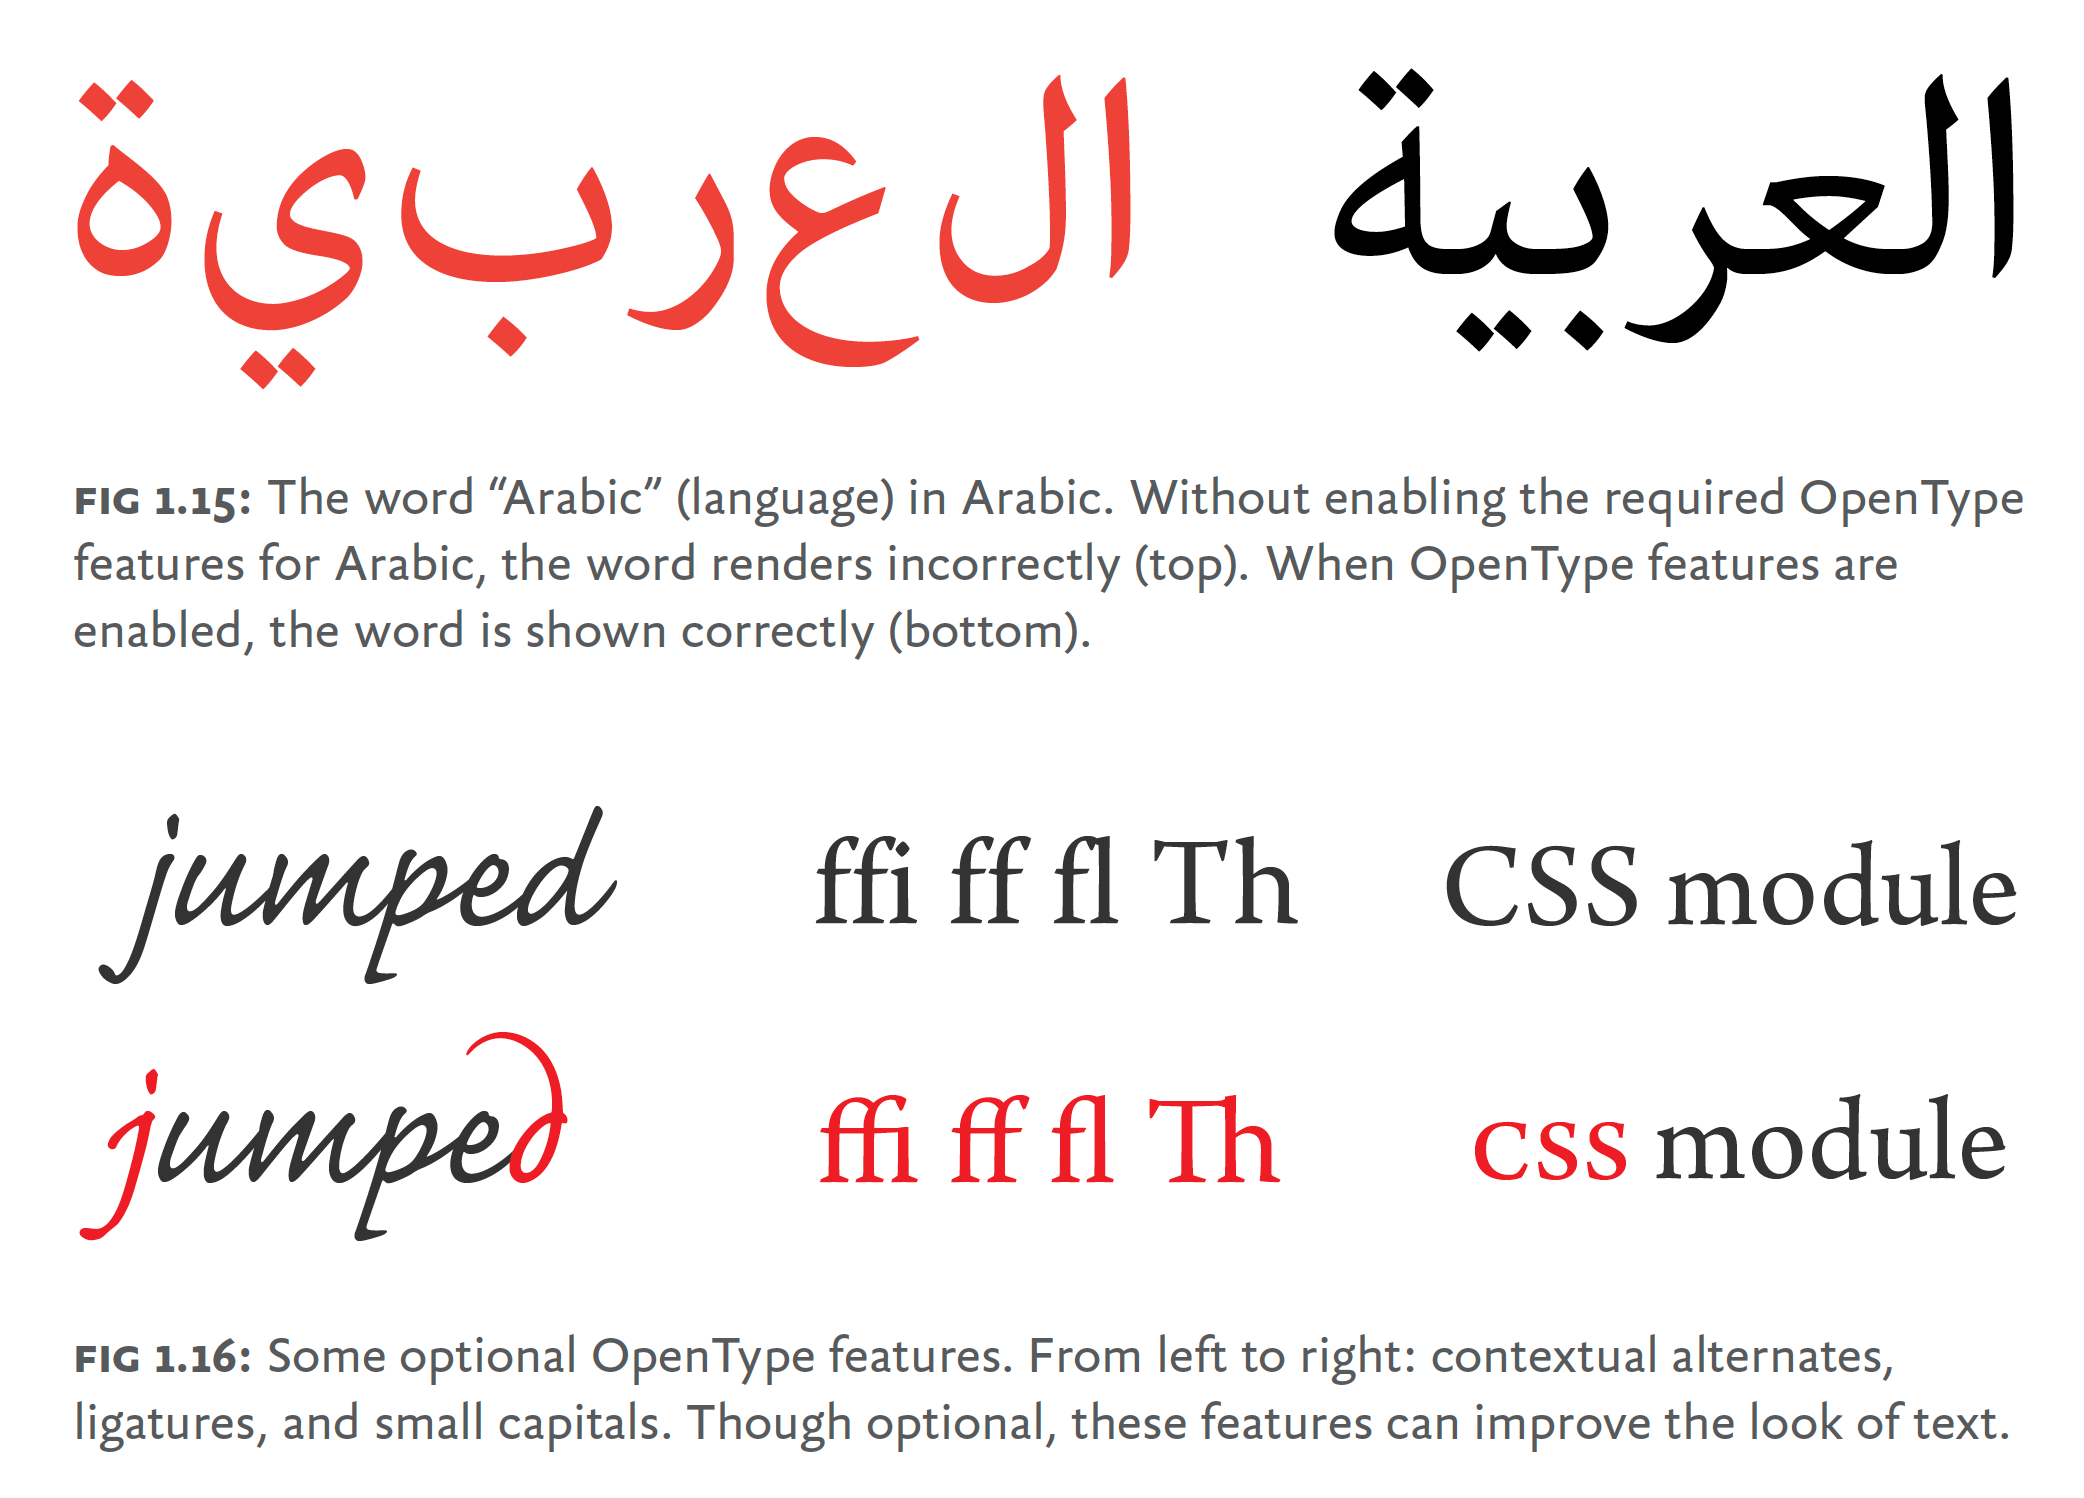 ا ل ع ر ب ي ة العربية
FIG 1.15: The word “Arabic” (language) in Arabic. Without enabling the required OpenType
features for Arabic, the word renders incorrectly (top). When OpenType features are
enabled, the word is shown correctly (bottom).
jumped ffi ff fl Th CSS module
jumped ffi ff fl Th CSS module
FIG 1.16: Some optional OpenType features. From left to right: contextual alternates,
ligatures, and small capitals. Though optional, these features can improve the look of text.